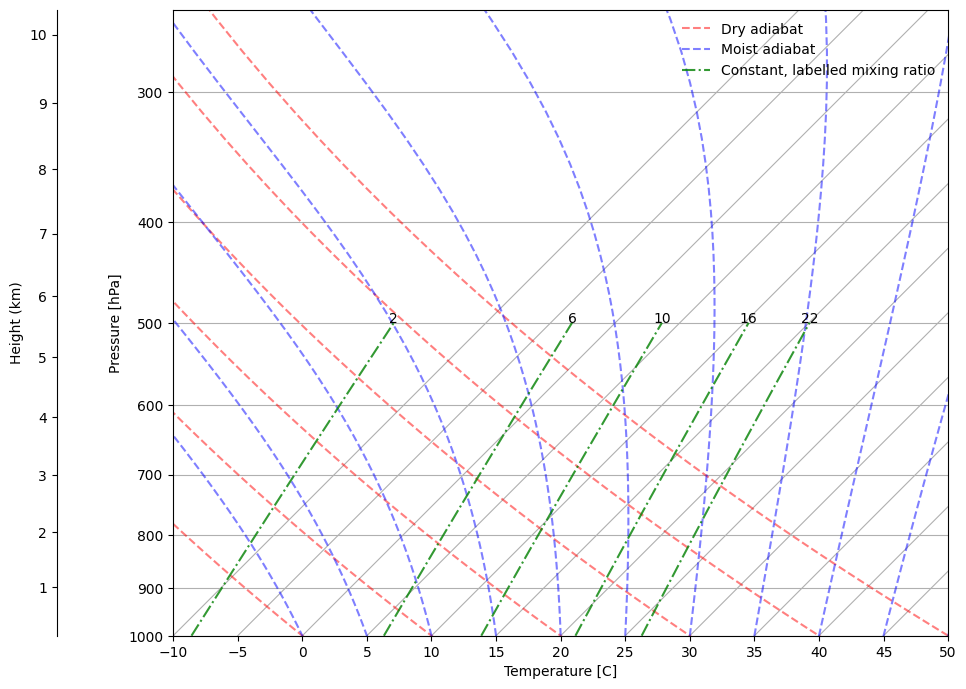 Dry adiabat
Moist adiabat
Constant, labelled mixing ratio
10
9
8
7
6
5
4
3
2
1
Height (km)
300
400
500
600
700
800
900
1000
Pressure [hPa]
2 6 10 16 22
−10 −5 0 5 10 15 20 25 30 35 40 45 50
Temperature [C]